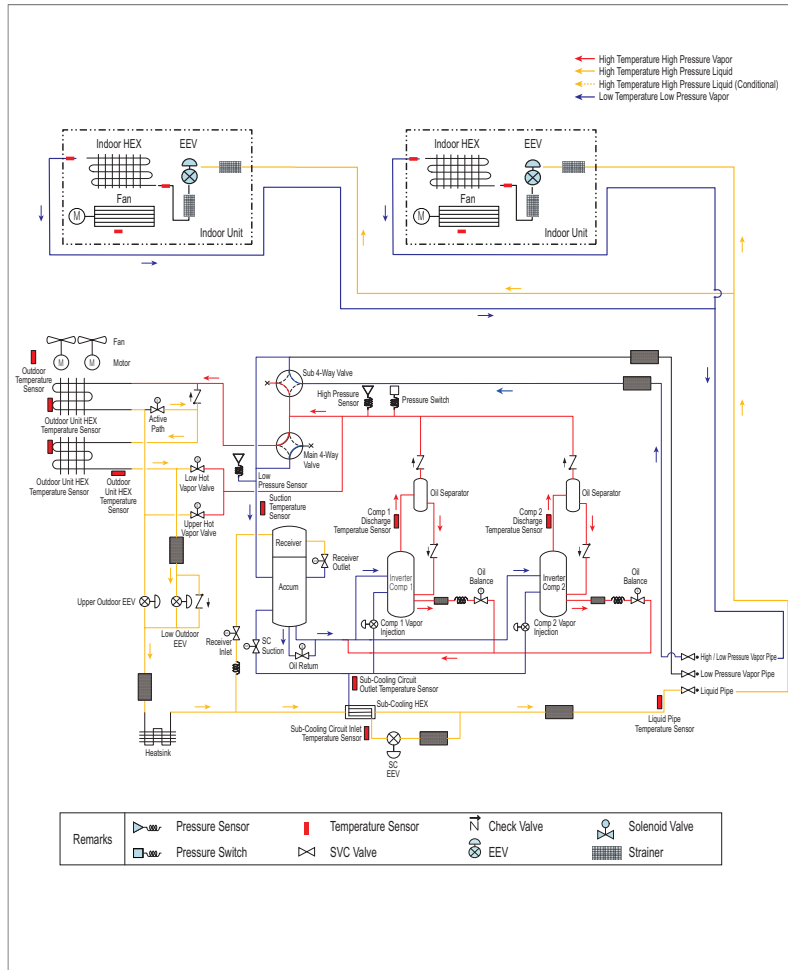 High Temperature High Pressure Vapor
High Temperature High Pressure Liquid
High Temperature High Pressure Liquid (Conditional)
Low Temperature Low Pressure Vapor
Indoor HEX
EEV
Fan
M
Indoor Unit
Indoor HEX
EEV
Fan
M
Indoor Unit
Fan
M
M
Motor
Outdoor
Temperature
Sensor
Outdoor Unit HEX
Temperature Sensor
Active
Path
Outdoor Unit HEX
Temperature Sensor
Outdoor
Unit HEX
Temperature
Sensor
Low Hot
Vapor Valve
Upper Hot
Vapor Valve
Sub 4-Way Valve
High Pressure
Sensor
Pressure Switch
Main 4-Way
Valve
Low
Pressure Sensor
Suction
Temperature
Sensor
Oil Separator
Oil Separator
Comp 1
Discharge
Temperatue Sensor
Comp 2
Discharge
Temperatue Sensor
Receiver
Accum
Receiver
Outlet
Inverter
Comp 1
Oil
Balance
Inverter
Comp 2
Oil
Balance
Upper Outdoor EEV
Low Outdoor
EEV
Receiver
Inlet
SC
Suction
Oil Return
Comp 1 Vapor
Injection
Comp 2 Vapor
Injection
High / Low Pressure Vapor Pipe
Low Pressure Vapor Pipe
Liquid Pipe
Liquid Pipe
Temperature Sensor
Sub-Cooling Circuit
Outlet Temperature Sensor
Sub-Cooling HEX
Sub-Cooling Circuit Inlet
Temperature Sensor
SC
EEV
Heatsink
Remarks
Pressure Sensor
Temperature Sensor
Check Valve
Solenoid Valve
Pressure Switch
SVC Valve
EEV
Strainer